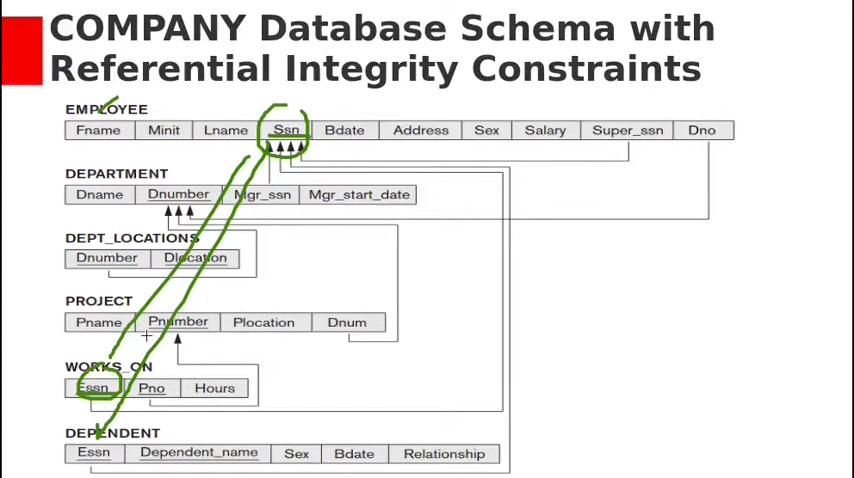 COMPANY Database Schema with
Referential Integrity Constraints
EMPLOYEE
Fname Minit Lname Ssn Bdate Address Sex Salary Super_ssn Dno
DEPARTMENT
Dname Dnumber Mgr_ssn Mgr_start_date
DEPT_LOCATIONS
Dnumber Dlocation
PROJECT
Pname Pnumber Plocation Dnum
WORKS_ON
Essn Pno Hours
DEPENDENT
Essn Dependent_name Sex Bdate Relationship